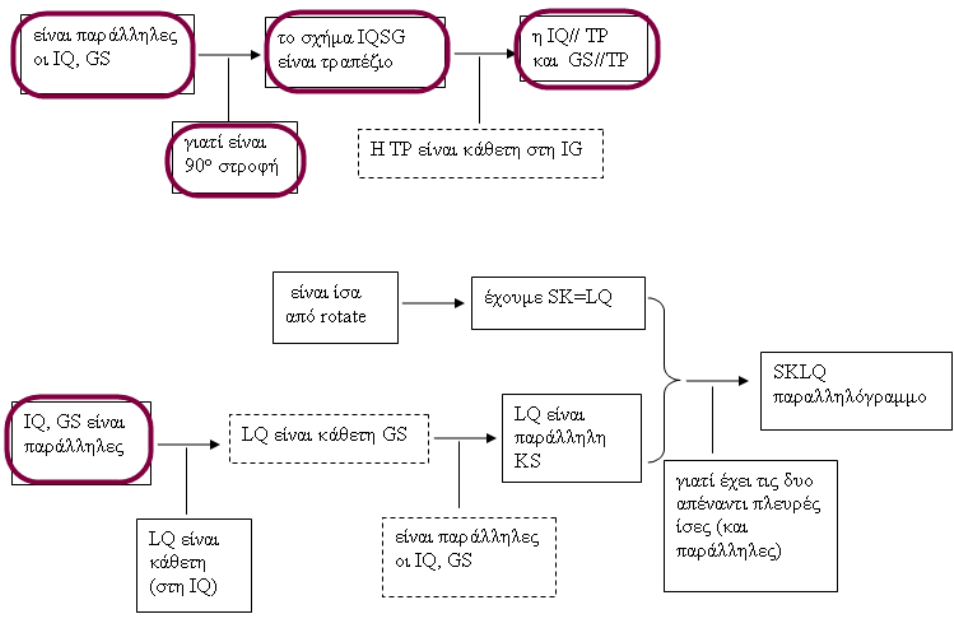 είναι παράλληλες
οι IQ, GS
το σχήμα IQSG
είναι τραπέζιο
η IQ// TP
και GS//TP
γιατί είναι
90° στροφή
Η TP είναι κάθετη στη IG
είναι ίσα
από rotate
έχουμε SK=LQ
SKLQ
παραλληλόγραμμο
IQ, GS είναι
παράλληλες
LQ είναι κάθετη GS
LQ είναι
παράλληλη
KS
γιατί έχει τις δυο
απέναντι πλευρές
ίσες (και
παράλληλες)
LQ είναι
κάθετη
(στη IQ)
είναι παράλληλες
οι IQ, GS